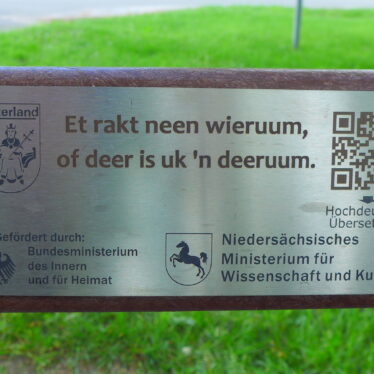 terland
Et rakt neen wieruum,
of deer is uk 'n deeruum.
Hochdeu
Überset
Gefördert durch:
Bundesministerium
des Innern
und für Heimat
Niedersächsisches
Ministerium für
Wissenschaft und Ku